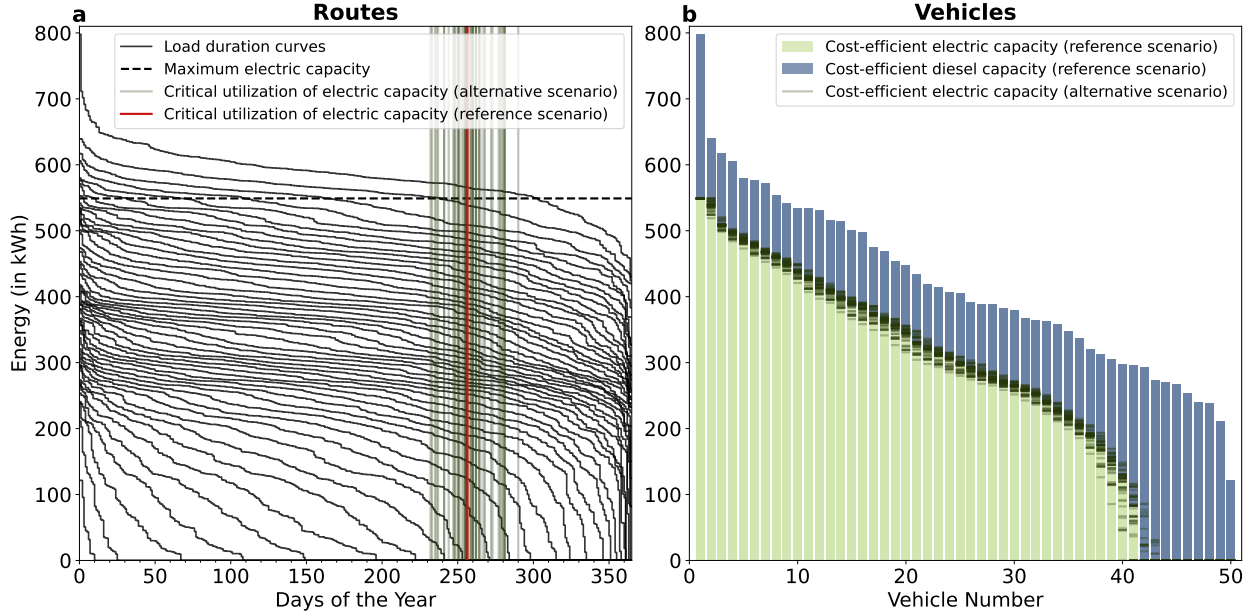 a
Routes
Load duration curves
Maximum electric capacity
Critical utilization of electric capacity (alternative scenario)
Critical utilization of electric capacity (reference scenario)
Energy (in kWh)
800
700
600
500
400
300
200
100
0
0
50
100
150
200
250
300
350
Days of the Year
b
Vehicles
Cost-efficient electric capacity (reference scenario)
Cost-efficient diesel capacity (reference scenario)
Cost-efficient electric capacity (alternative scenario)
800
700
600
500
400
300
200
100
0
0
10
20
30
40
50
Vehicle Number